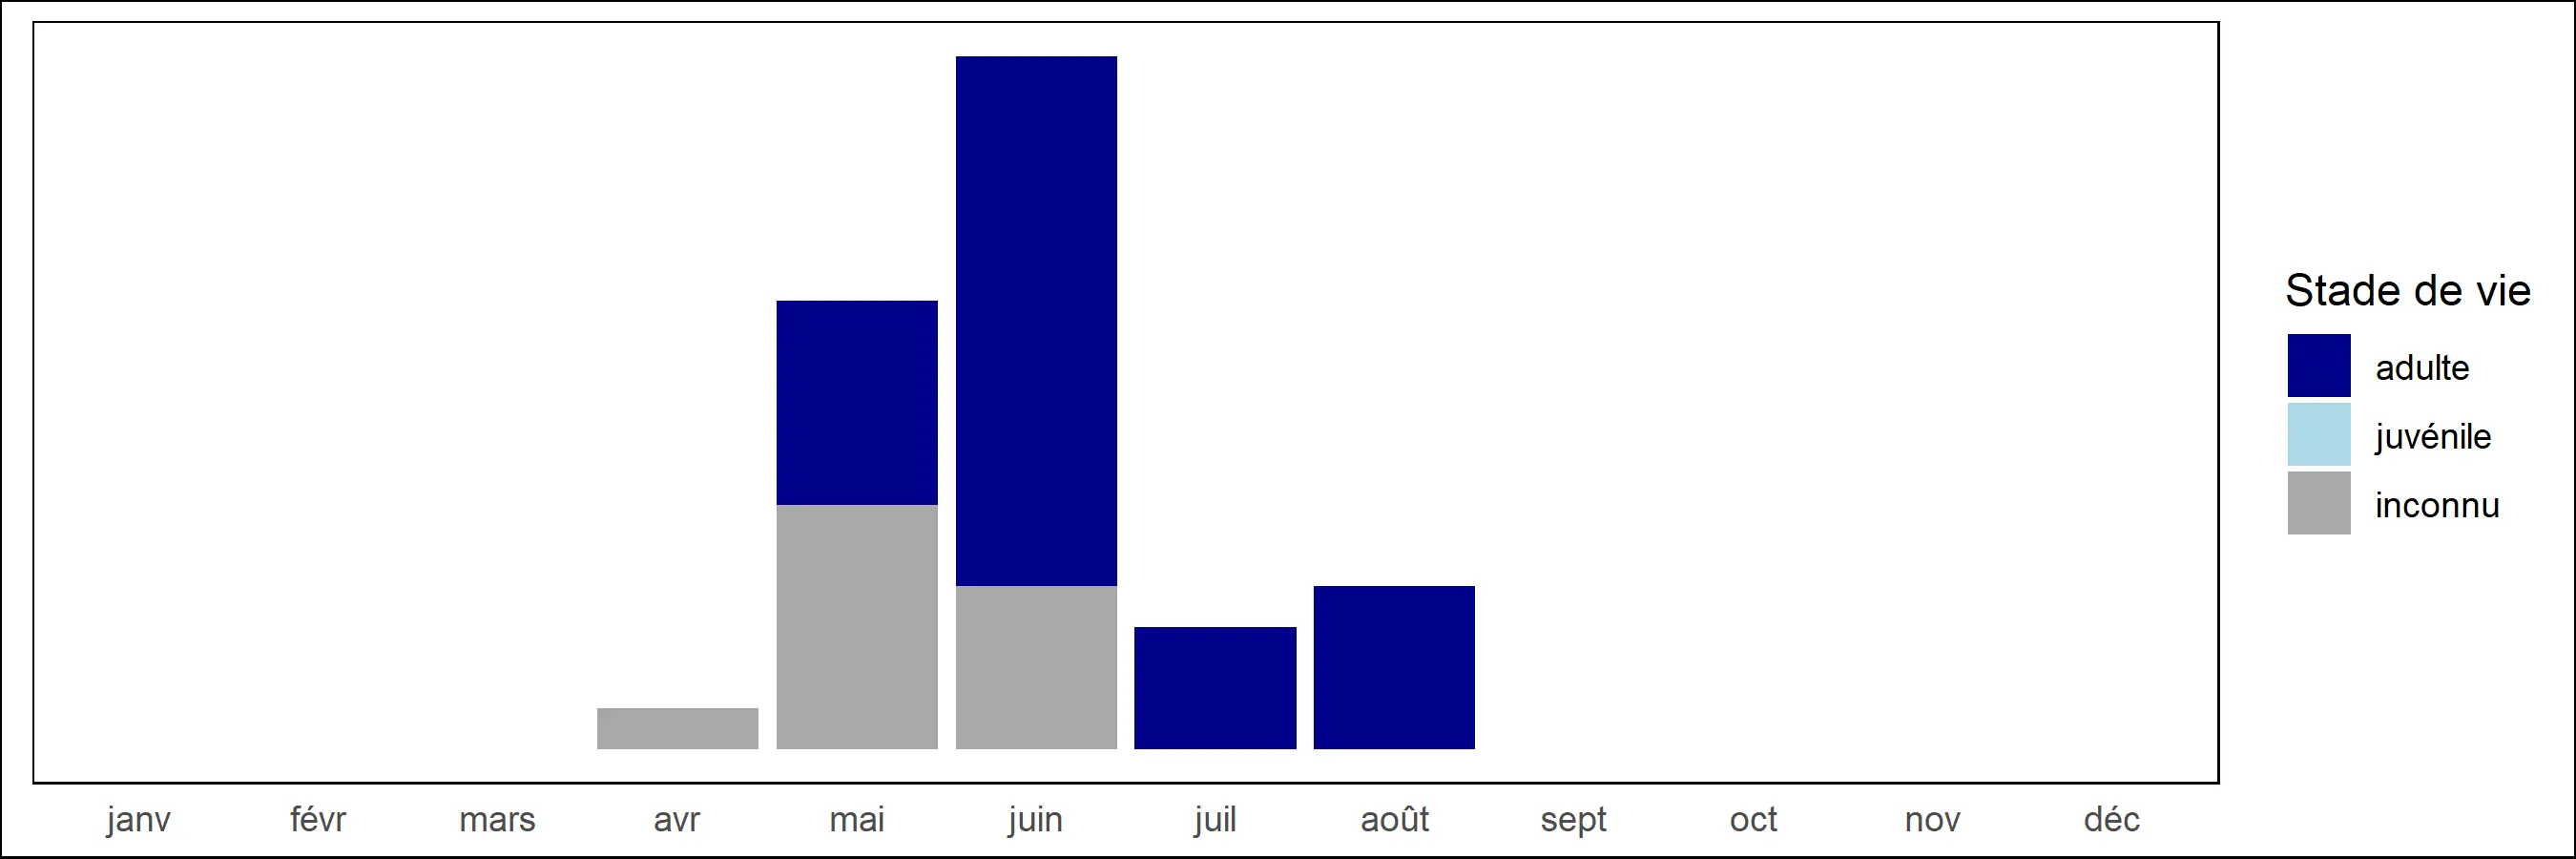 Stade de vie
adulte
juvénile
inconnu
janv févr mars avr mai juin juil août sept oct nov déc